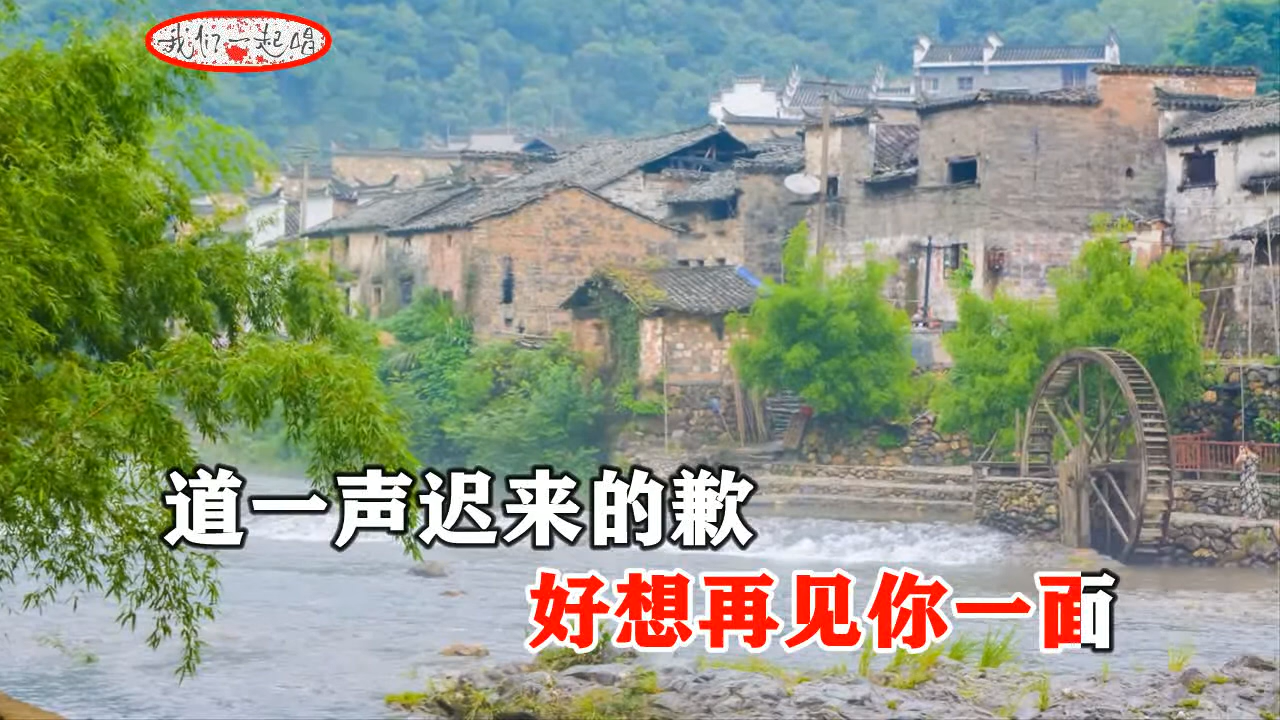 我们一起唱
道一声迟来的歉
好想再见你一面